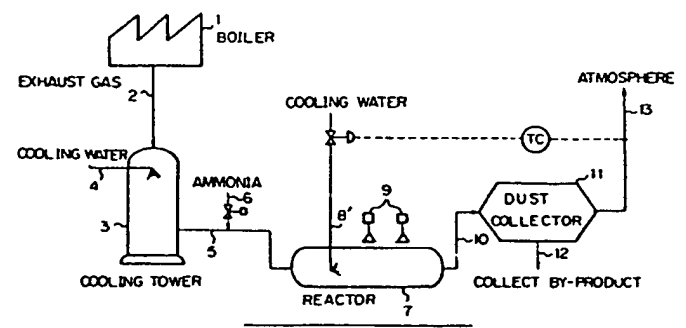 1
BOILER
EXHAUST GAS
2
ATMOSPHERE
13
COOLING WATER
TC
COOLING WATER
4
AMMONIA
6
9
11
DUST
COLLECTOR
3
8'
5
10
12
COOLING TOWER
COLLECT BY-PRODUCT
REACTOR
7